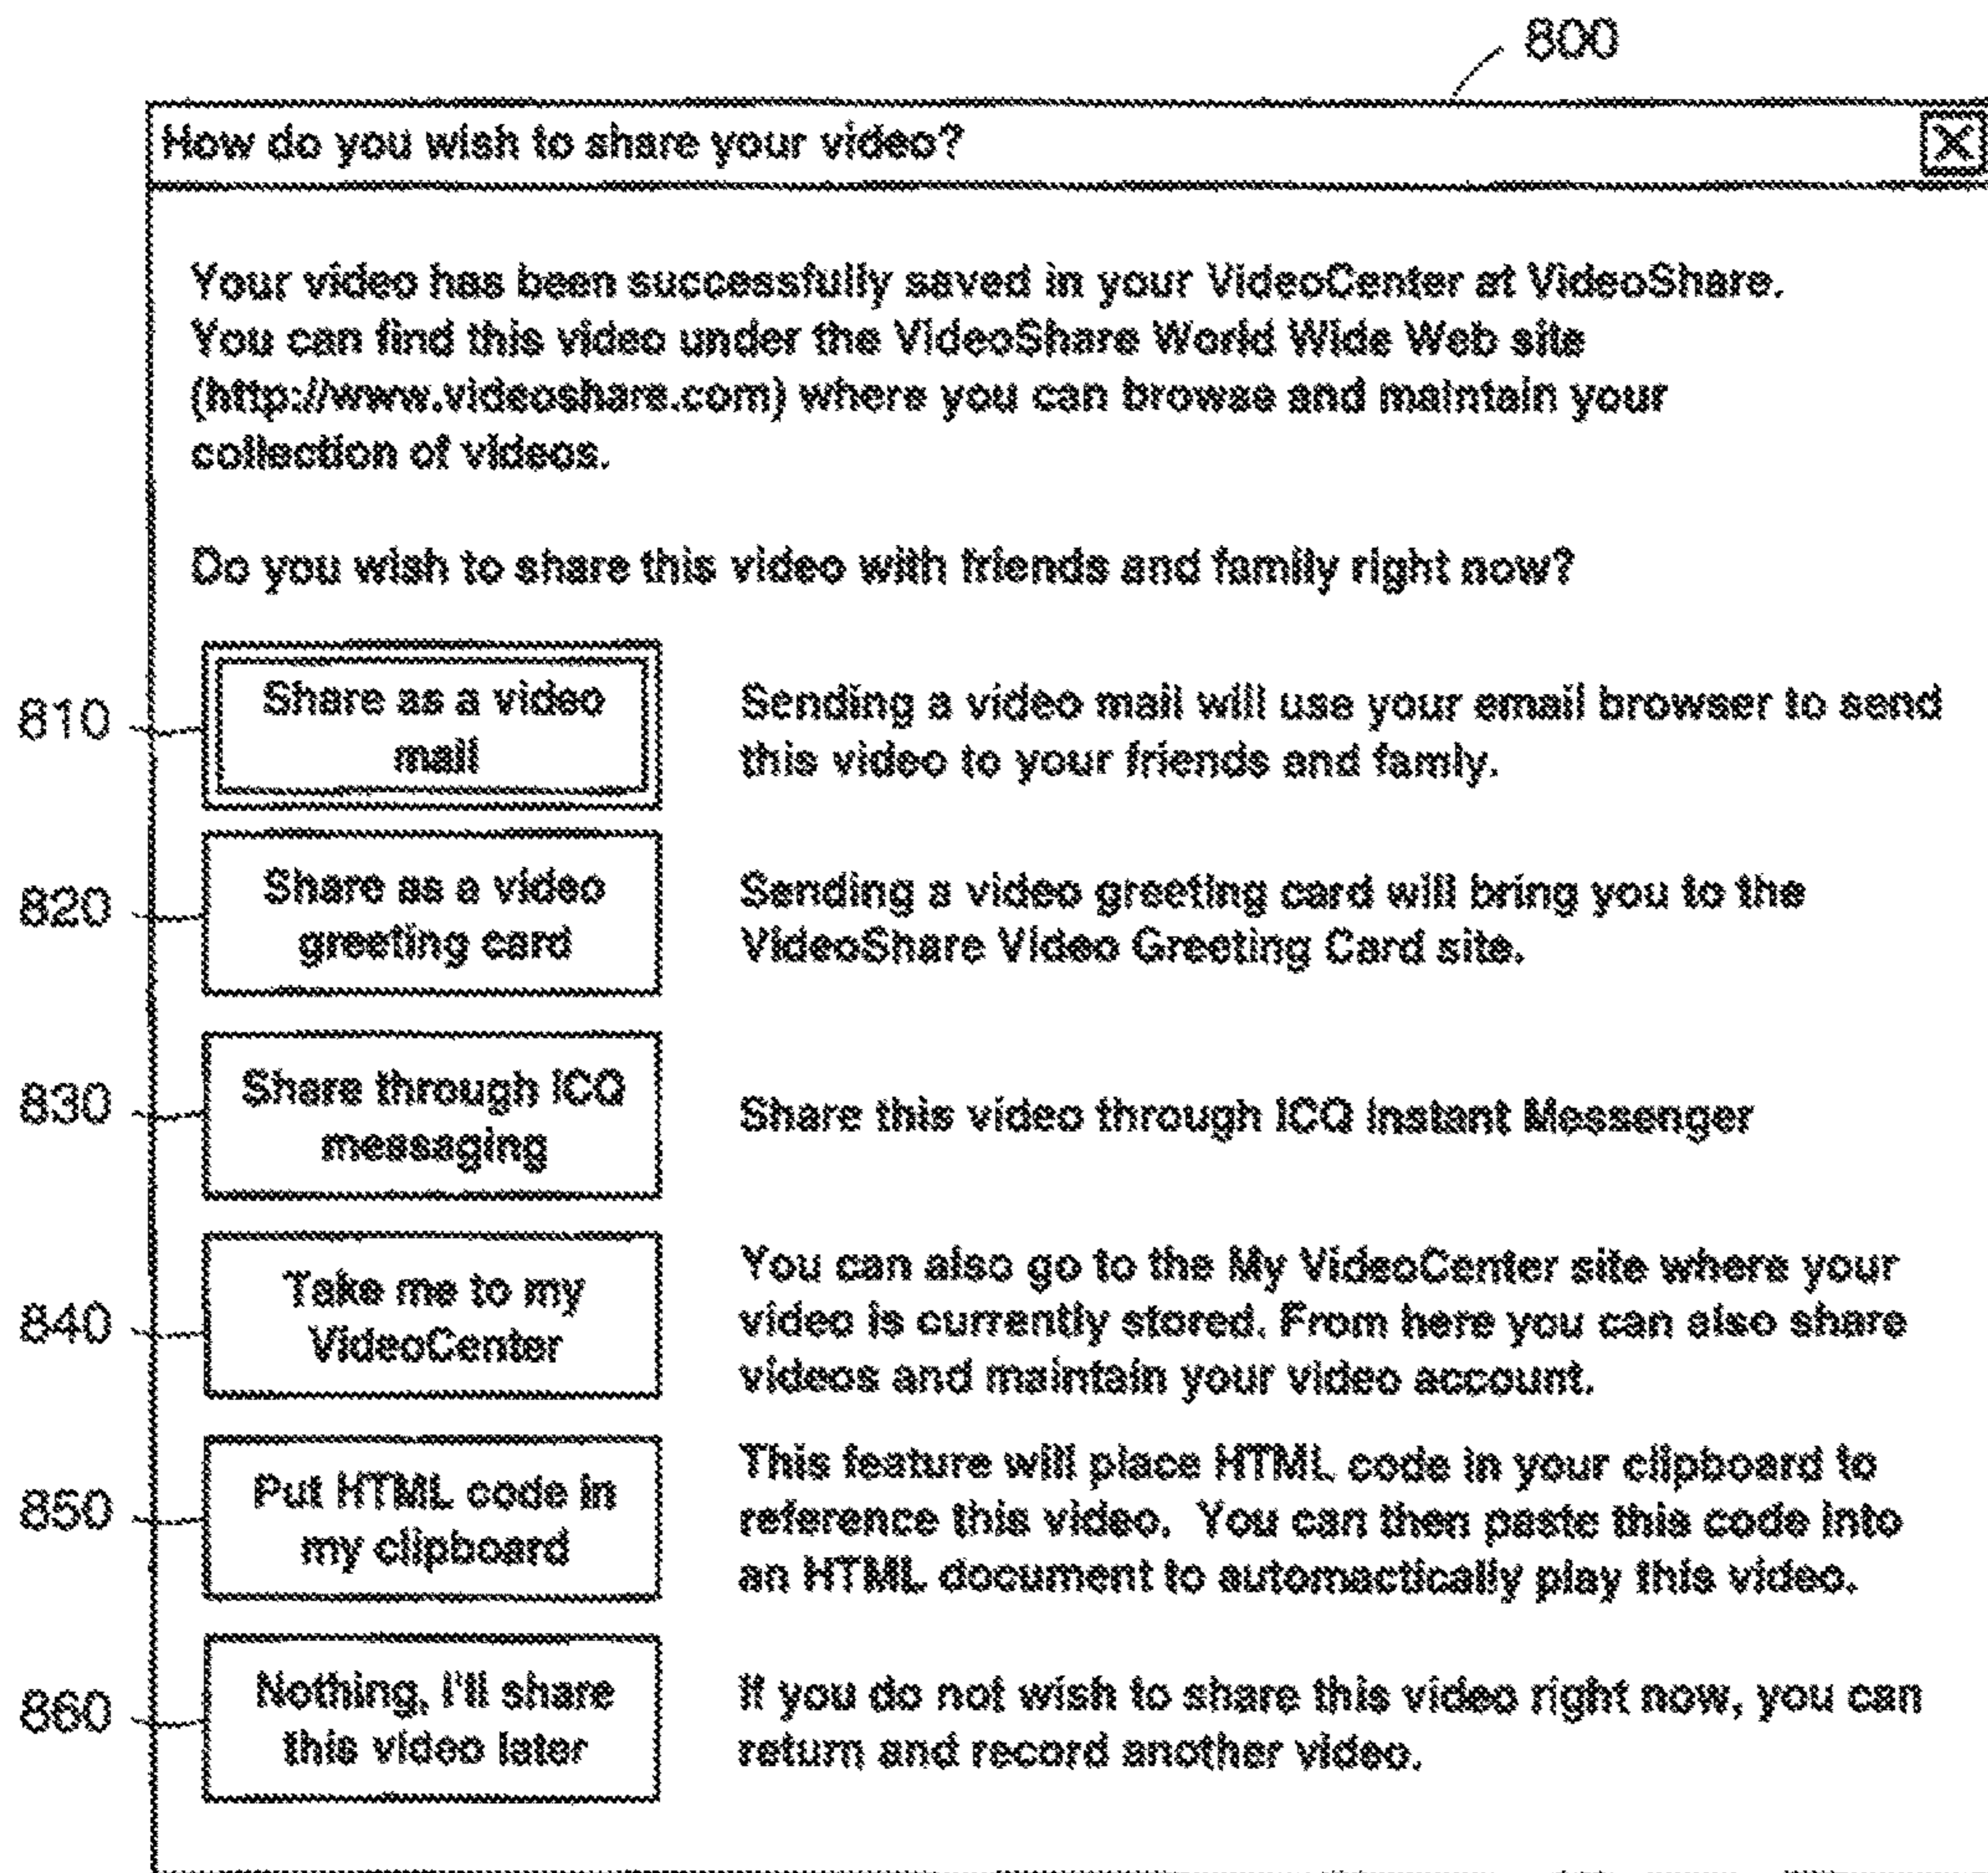 800
How do you wish to share your video?
Your video has been successfully saved in your VideoCenter at VideoShare.
You can find this video under the VideoShare World Wide Web site
(http://www.videoshare.com) where you can browse and maintain your
collection of videos.
Do you wish to share this video with friends and family right now?
810
Share as a video
mail
Sending a video mail will use your email browser to send
this video to your friends and famly.
820
Share as a video
greeting card
Sending a video greeting card will bring you to the
VideoShare Video Greeting Card site.
830
Share through ICQ
messaging
Share this video through ICQ Instant Messenger
840
Take me to my
VideoCenter
You can also go to the My VideoCenter site where your
video is currently stored. From here you can also share
videos and maintain your video account.
850
Put HTML code in
my clipboard
This feature will place HTML code in your clipboard to
reference this video. You can then paste this code into
an HTML document to automactically play this video.
860
Nothing, I'll share
this video later
If you do not wish to share this video right now, you can
return and record another video.